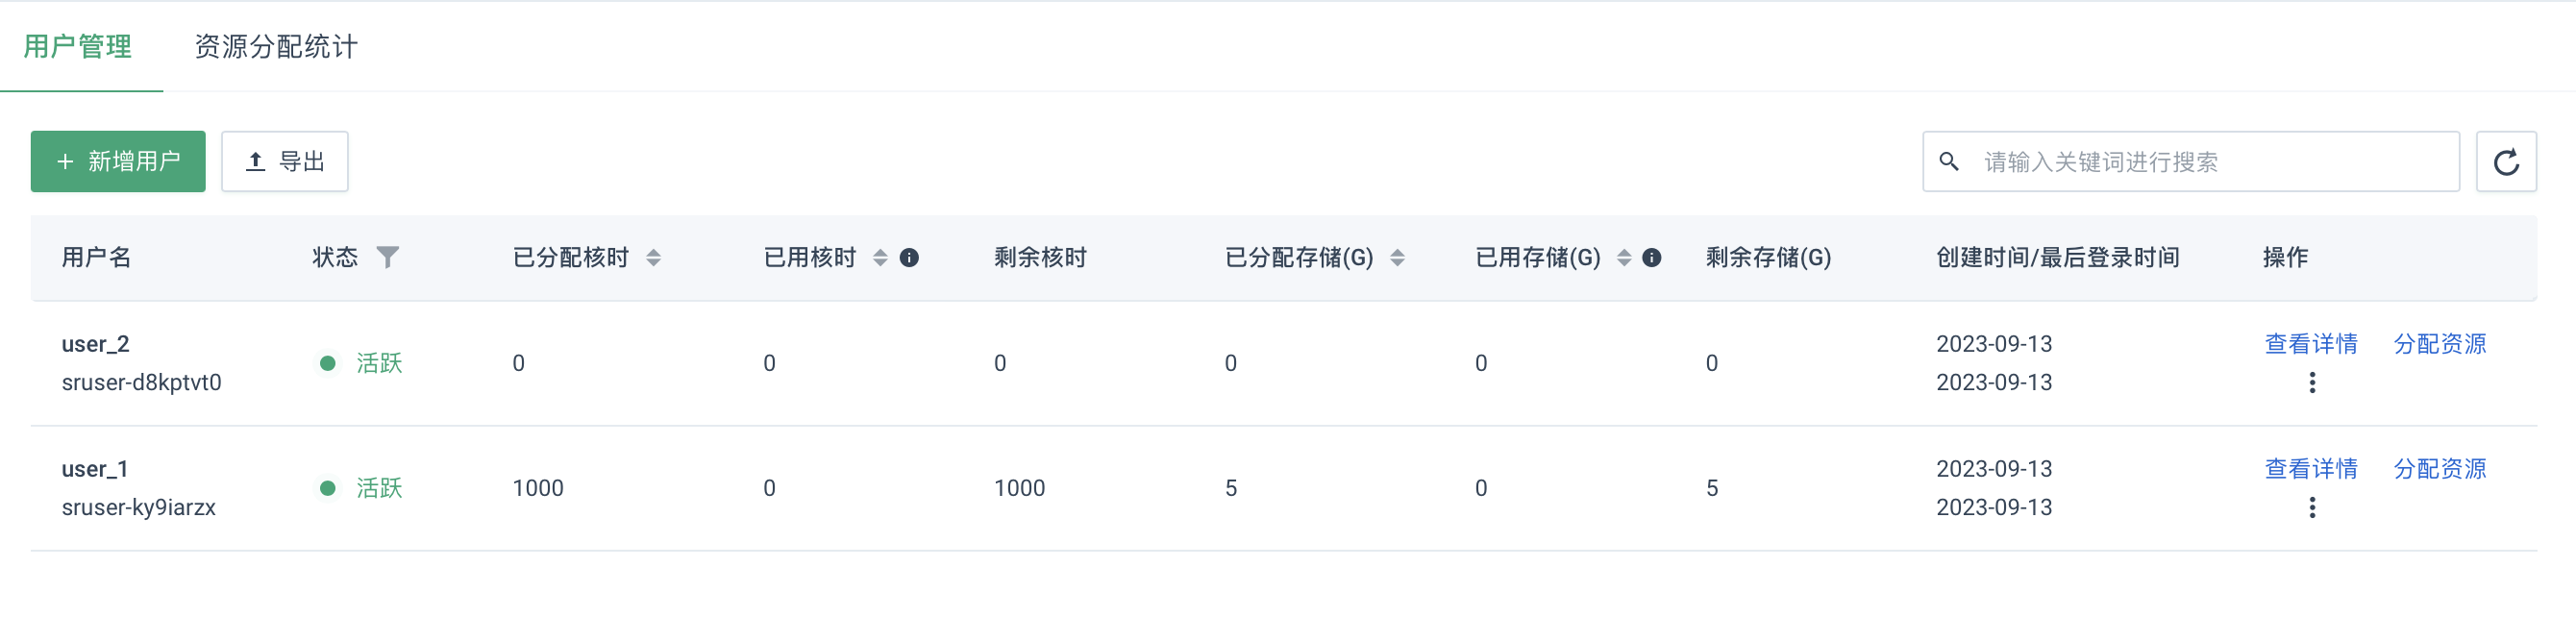 用户管理 资源分配统计
+ 新增用户 导出 请输入关键词进行搜索
用户名 状态 已分配核时 已用核时 剩余核时 已分配存储(G) 已用存储(G) 剩余存储(G) 创建时间/最后登录时间 操作
user_2 2023-09-13 查看详情 分配资源
活跃 0 0 0 0 0 0
sruser-d8kptvt0 2023-09-13
user_1 2023-09-13 查看详情 分配资源
活跃 1000 0 1000 5 0 5
sruser-ky9iarzx 2023-09-13